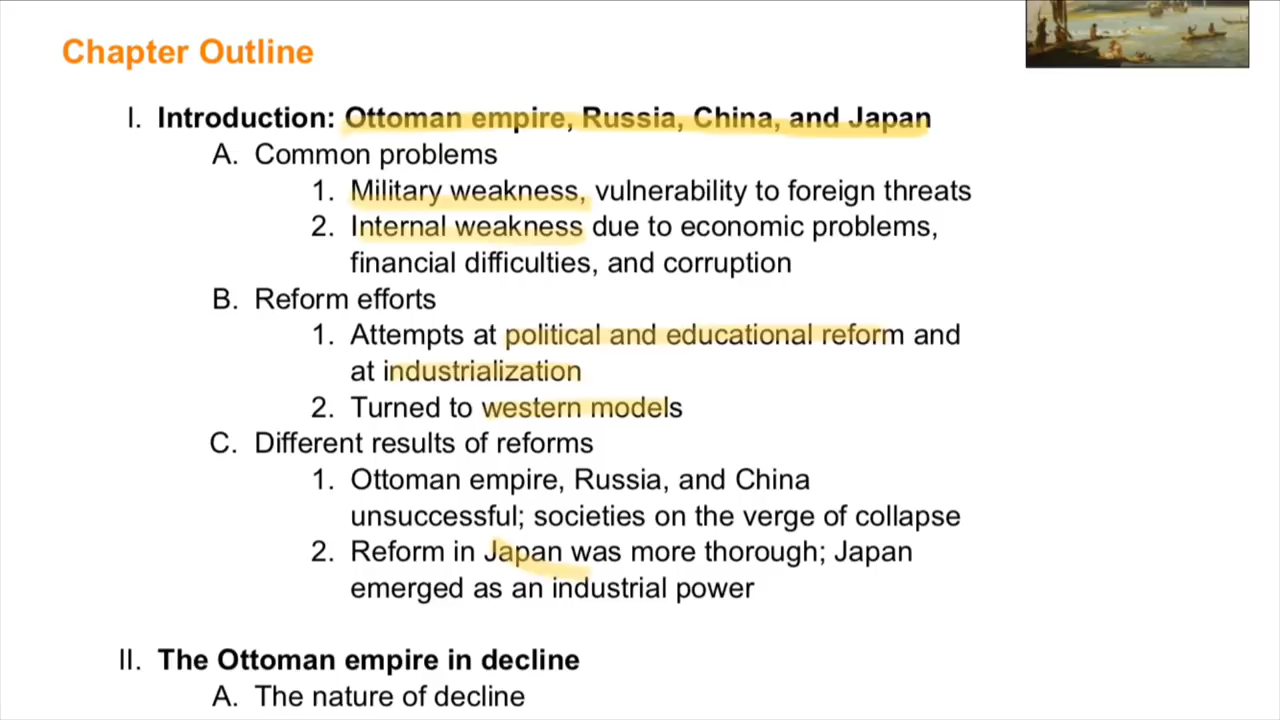 Chapter Outline
I. Introduction: Ottoman empire, Russia, China, and Japan
A. Common problems
1. Military weakness, vulnerability to foreign threats
2. Internal weakness due to economic problems,
financial difficulties, and corruption
B. Reform efforts
1. Attempts at political and educational reform and
at industrialization
2. Turned to western models
C. Different results of reforms
1. Ottoman empire, Russia, and China
unsuccessful; societies on the verge of collapse
2. Reform in Japan was more thorough; Japan
emerged as an industrial power
II. The Ottoman empire in decline
A. The nature of decline